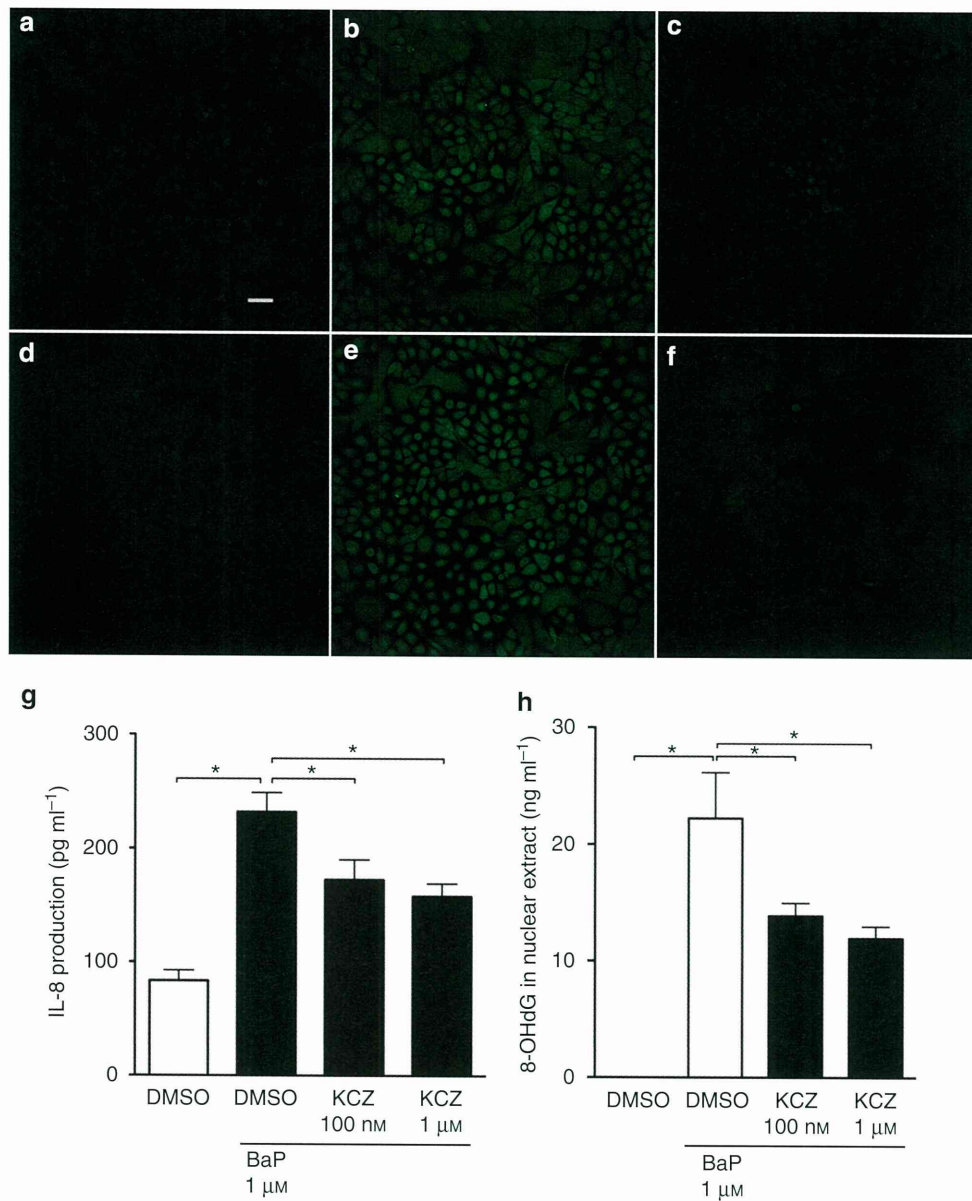 a
b
c
d
e
f
g
300
200
100
0
IL-8 production (pg ml⁻¹)
*
*
*
DMSO
DMSO
KCZ
KCZ
100 nM
1 μM
BaP
1 μM
h
30
20
10
0
8-OHdG in nuclear extract (ng ml⁻¹)
*
*
*
DMSO
DMSO
KCZ
KCZ
100 nM
1 μM
BaP
1 μM